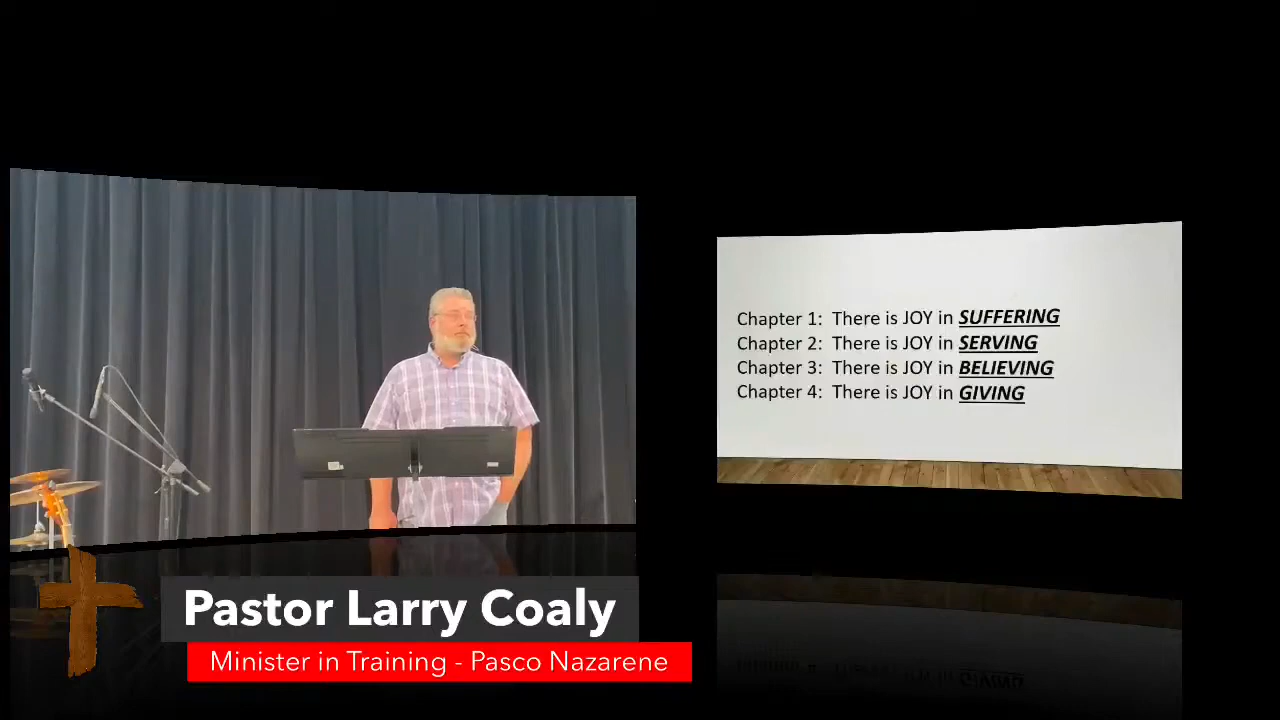 Chapter 1: There is JOY in SUFFERING
Chapter 2: There is JOY in SERVING
Chapter 3: There is JOY in BELIEVING
Chapter 4: There is JOY in GIVING
Pastor Larry Coaly
Minister in Training - Pasco Nazarene